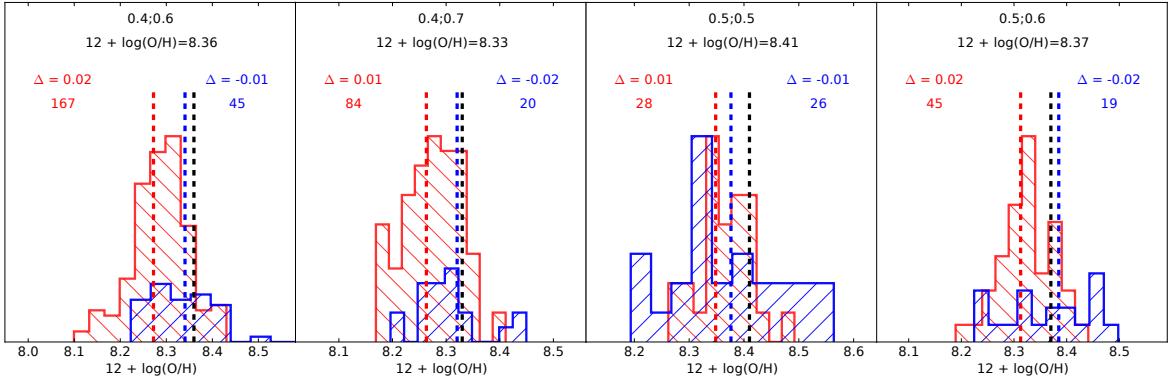 0.4;0.6
12 + log(O/H)=8.36
Δ = 0.02
Δ = -0.01
167
45
8.0 8.1 8.2 8.3 8.4 8.5
12 + log(O/H)
0.4;0.7
12 + log(O/H)=8.33
Δ = 0.01
Δ = -0.02
84
20
8.1 8.2 8.3 8.4 8.5
12 + log(O/H)
0.5;0.5
12 + log(O/H)=8.41
Δ = 0.01
Δ = -0.01
28
26
8.2 8.3 8.4 8.5 8.6
12 + log(O/H)
0.5;0.6
12 + log(O/H)=8.37
Δ = 0.02
Δ = -0.02
45
19
8.1 8.2 8.3 8.4 8.5
12 + log(O/H)